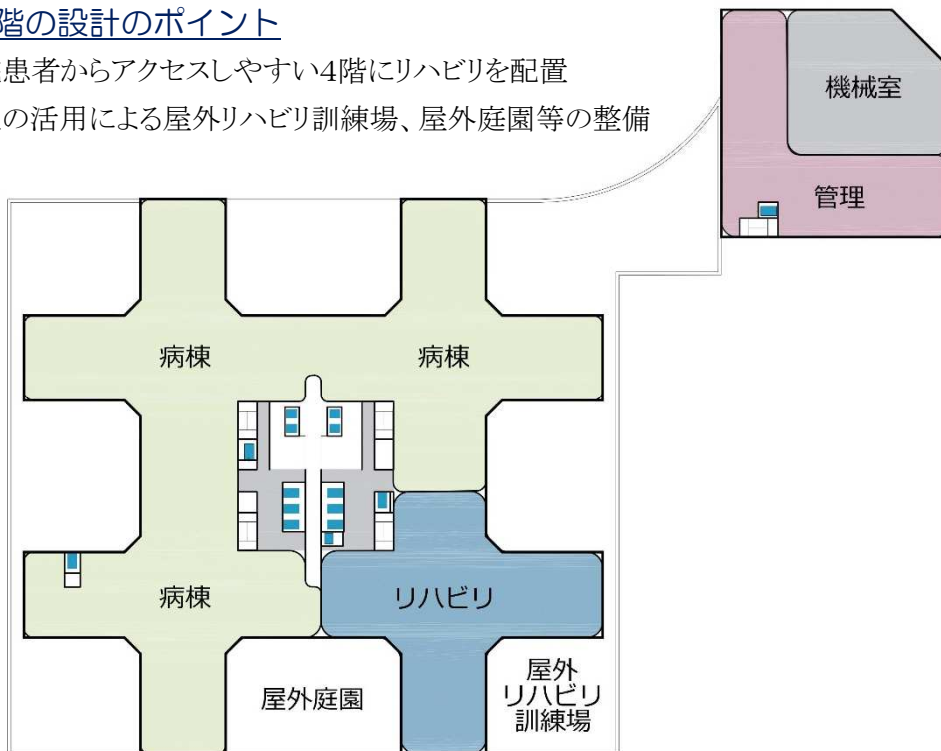 階の設計のポイント
患者からアクセスしやすい4階にリハビリを配置
の活用による屋外リハビリ訓練場、屋外庭園等の整備
機械室
管理
病棟
病棟
病棟
リハビリ
屋外庭園
屋外
リハビリ
訓練場